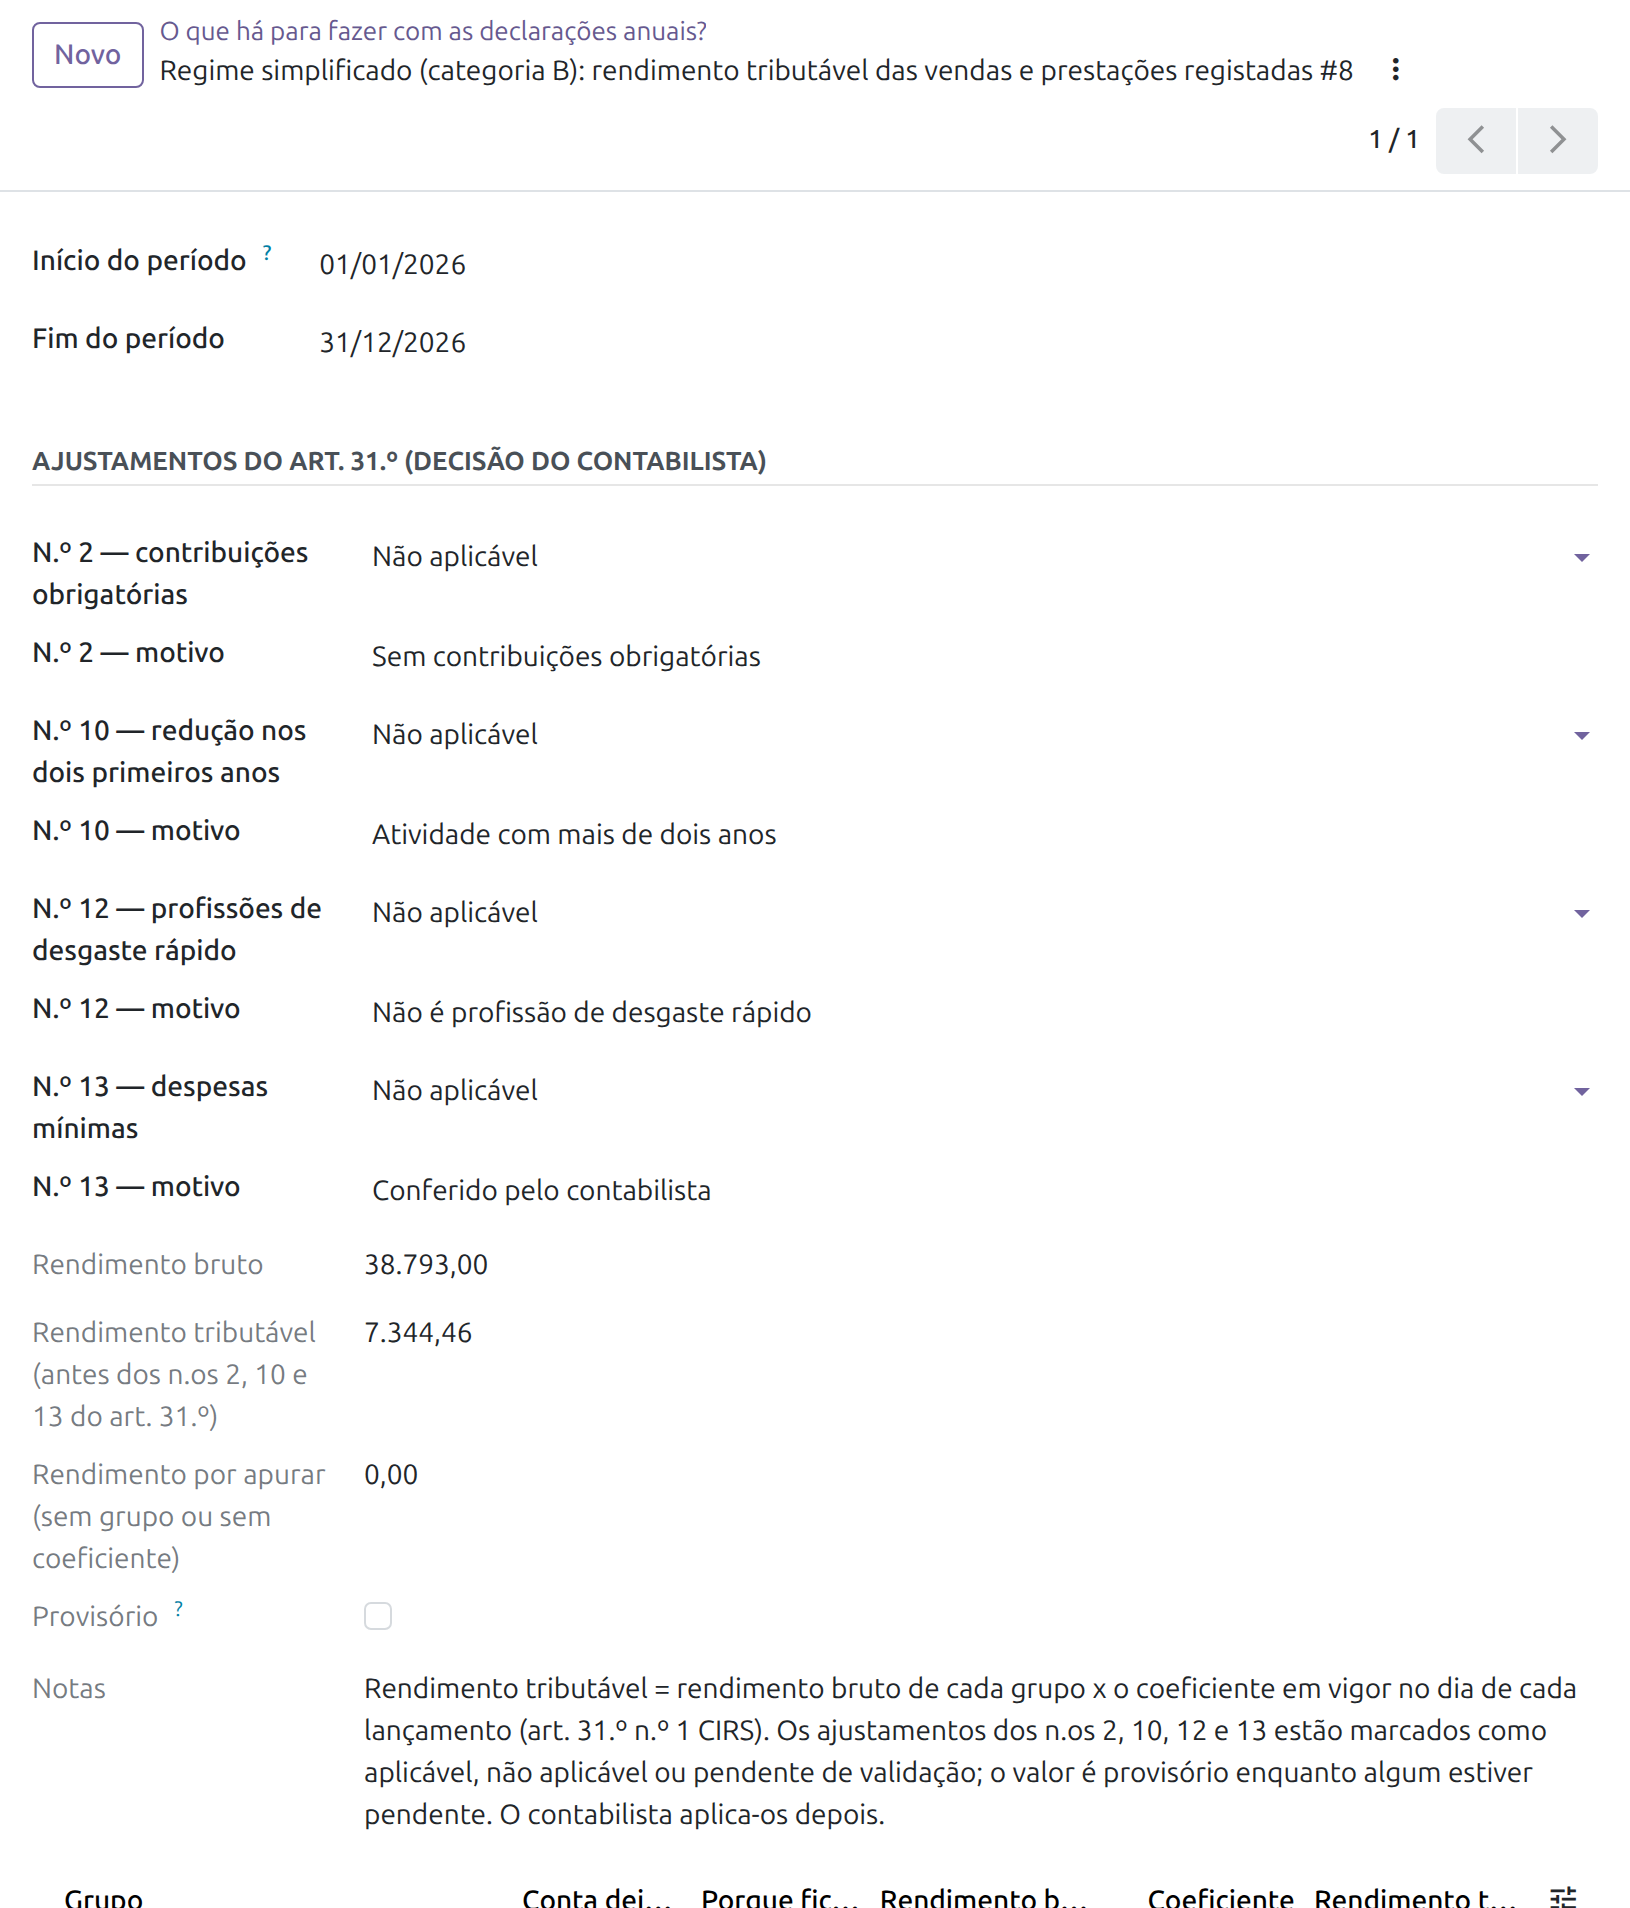 Novo
O que há para fazer com as declarações anuais?
Regime simplificado (categoria B): rendimento tributável das vendas e prestações registadas #8
1 / 1
Início do período ?
01/01/2026
Fim do período
31/12/2026
AJUSTAMENTOS DO ART. 31.º (DECISÃO DO CONTABILISTA)
N.º 2 — contribuições
obrigatórias
Não aplicável
N.º 2 — motivo
Sem contribuições obrigatórias
N.º 10 — redução nos
dois primeiros anos
Não aplicável
N.º 10 — motivo
Atividade com mais de dois anos
N.º 12 — profissões de
desgaste rápido
Não aplicável
N.º 12 — motivo
Não é profissão de desgaste rápido
N.º 13 — despesas
mínimas
Não aplicável
N.º 13 — motivo
Conferido pelo contabilista
Rendimento bruto
38.793,00
Rendimento tributável
(antes dos n.os 2, 10 e
13 do art. 31.º)
7.344,46
Rendimento por apurar
(sem grupo ou sem
coeficiente)
0,00
Provisório ?
Notas
Rendimento tributável = rendimento bruto de cada grupo x o coeficiente em vigor no dia de cada
lançamento (art. 31.º n.º 1 CIRS). Os ajustamentos dos n.os 2, 10, 12 e 13 estão marcados como
aplicável, não aplicável ou pendente de validação; o valor é provisório enquanto algum estiver
pendente. O contabilista aplica-os depois.
Grupo
Conta dei...
Porque fic...
Rendimento b...
Coeficiente
Rendimento t...